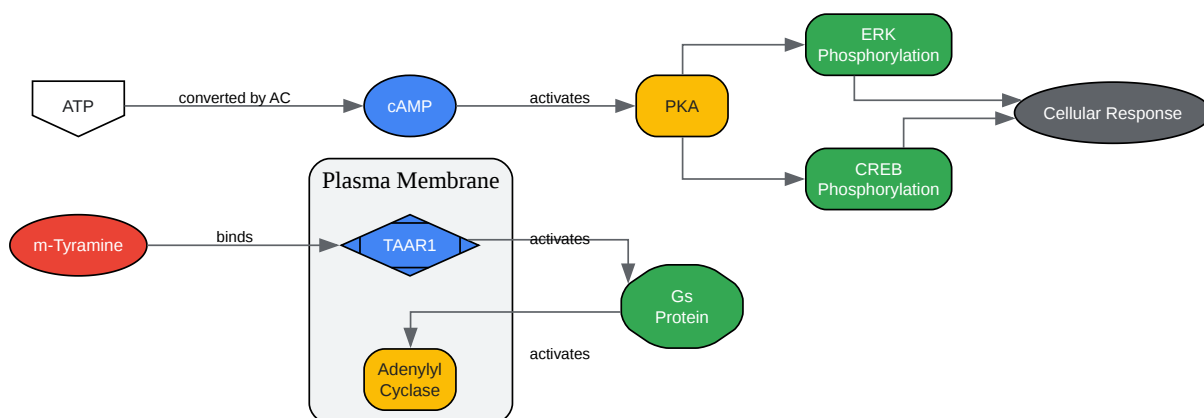 ERK
Phosphorylation
ATP
converted by AC
cAMP
activates
PKA
Cellular Response
CREB
Phosphorylation
Plasma Membrane
m-Tyramine
binds
TAAR1
activates
Gs
Protein
activates
Adenylyl
Cyclase